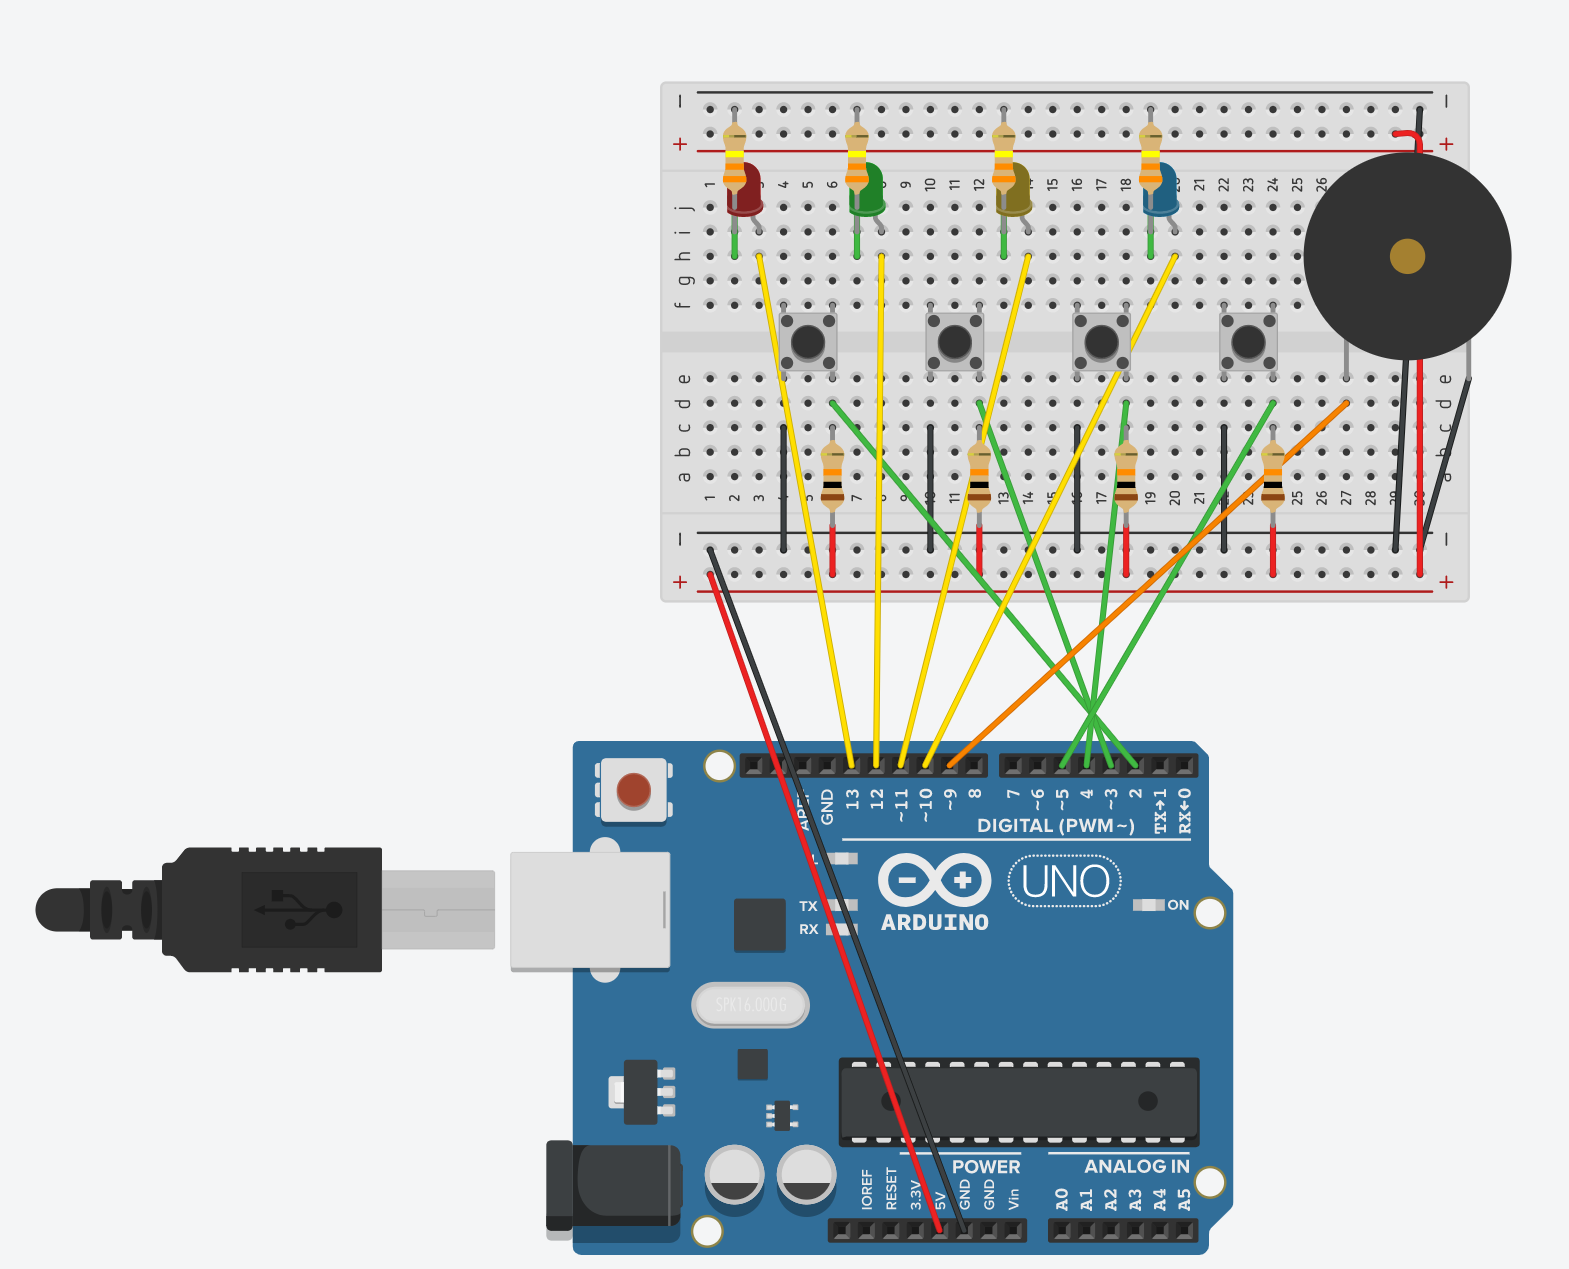 − −
+ +
1 3 4 5 6 9 10 11 12 15 16 17 18 21 22 23 24 25 26
j
i
h
g
f
e e
d d
c c
b b
a a
1 2 3 5 7 11 13 14 15 17 19 20 21 25 26 27 28
− −
+ +
AREF GND 13 12 ~11 ~10 ~9 8 7 ~6 ~5 4 ~3 2 TX→1 RX←0
DIGITAL (PWM~)
UNO
TX
RX
ON
ARDUINO
SPK16.000G
POWER ANALOG IN
IOREF RESET 3.3V 5V GND GND Vin A0 A1 A2 A3 A4 A5